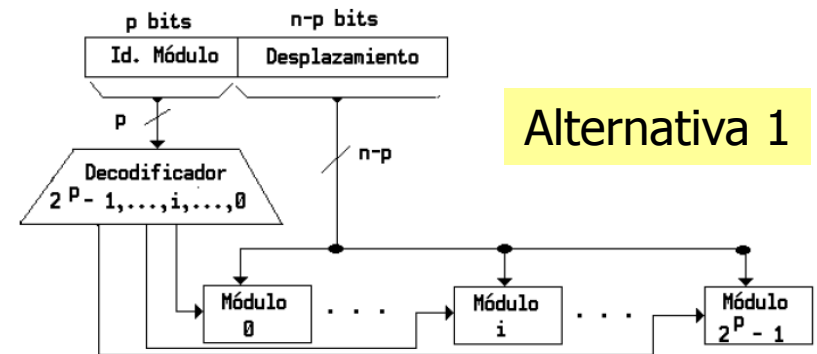 p bits
n-p bits
Id. Módulo
Desplazamiento
Alternativa 1
p
n-p
Decodificador
2^p - 1,...,i,...,0
Módulo
0
. . .
Módulo
i
. . .
Módulo
2^p - 1